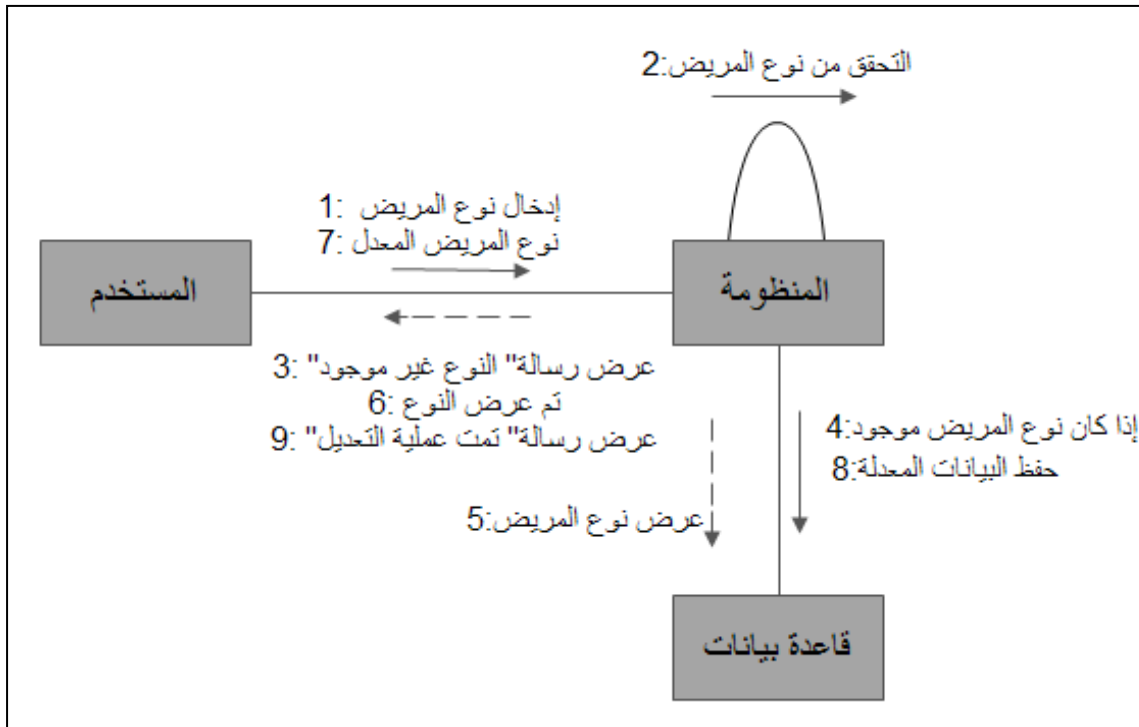 2:التحقق من نوع المريض
1: إدخال نوع المريض
7: نوع المريض المعدل
المستخدم
المنظومة
3: عرض رسالة" النوع غير موجود"
6: تم عرض النوع
9: عرض رسالة" تمت عملية التعديل"
4:إذا كان نوع المريض موجود
8:حفظ البيانات المعدلة
5:عرض نوع المريض
قاعدة بيانات